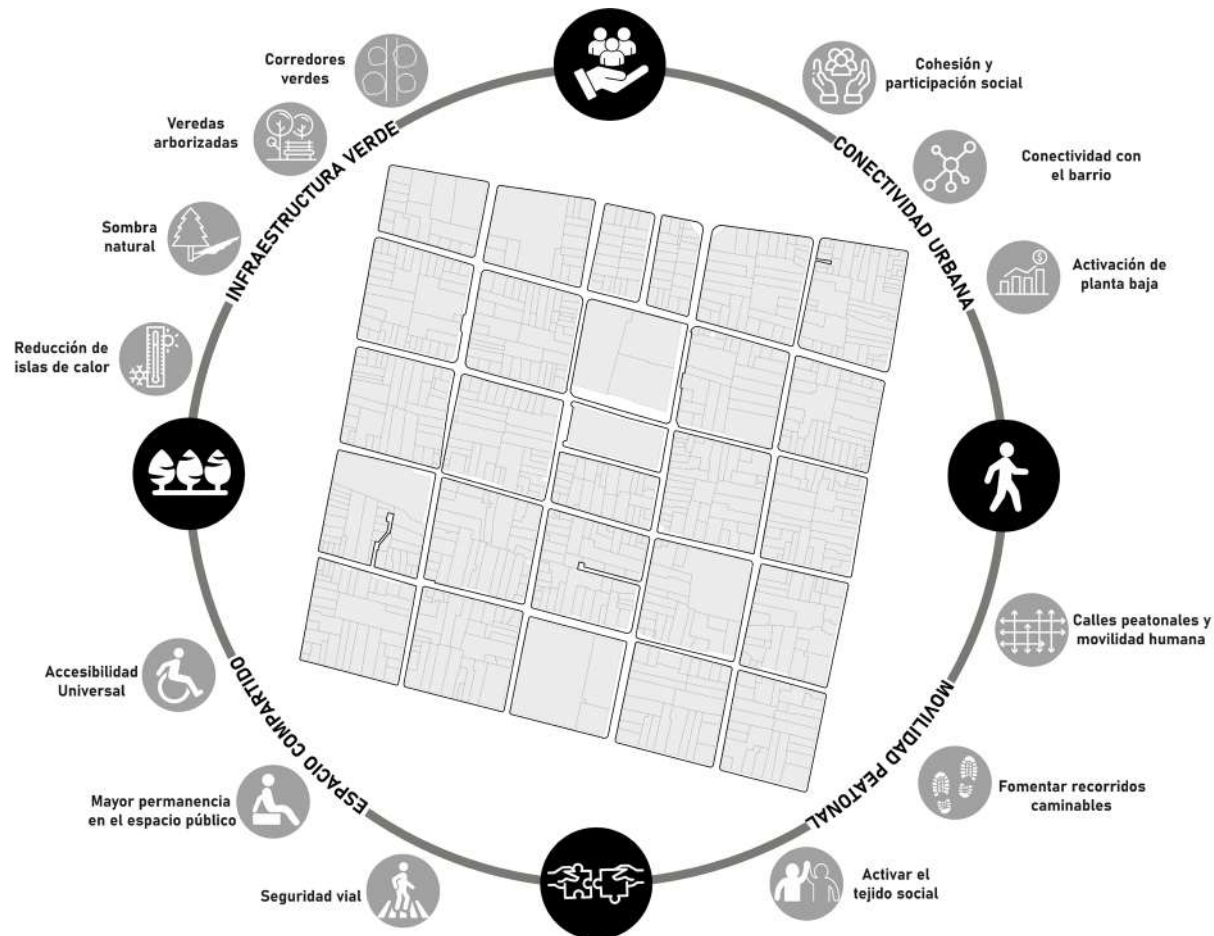 Corredores
verdes
Veredas
arborizadas
Sombra
natural
Reducción de
islas de calor
INFRAESTRUCTURA VERDE
Cohesión y
participación social
Conectividad con
el barrio
Activación de
planta baja
$
CONECTIVIDAD URBANA
Calles peatonales y
movilidad humana
Fomentar recorridos
caminables
Activar el
tejido social
MOVILIDAD PEATONAL
Accesibilidad
Universal
Mayor permanencia
en el espacio público
Seguridad vial
ESPACIO COMPARTIDO